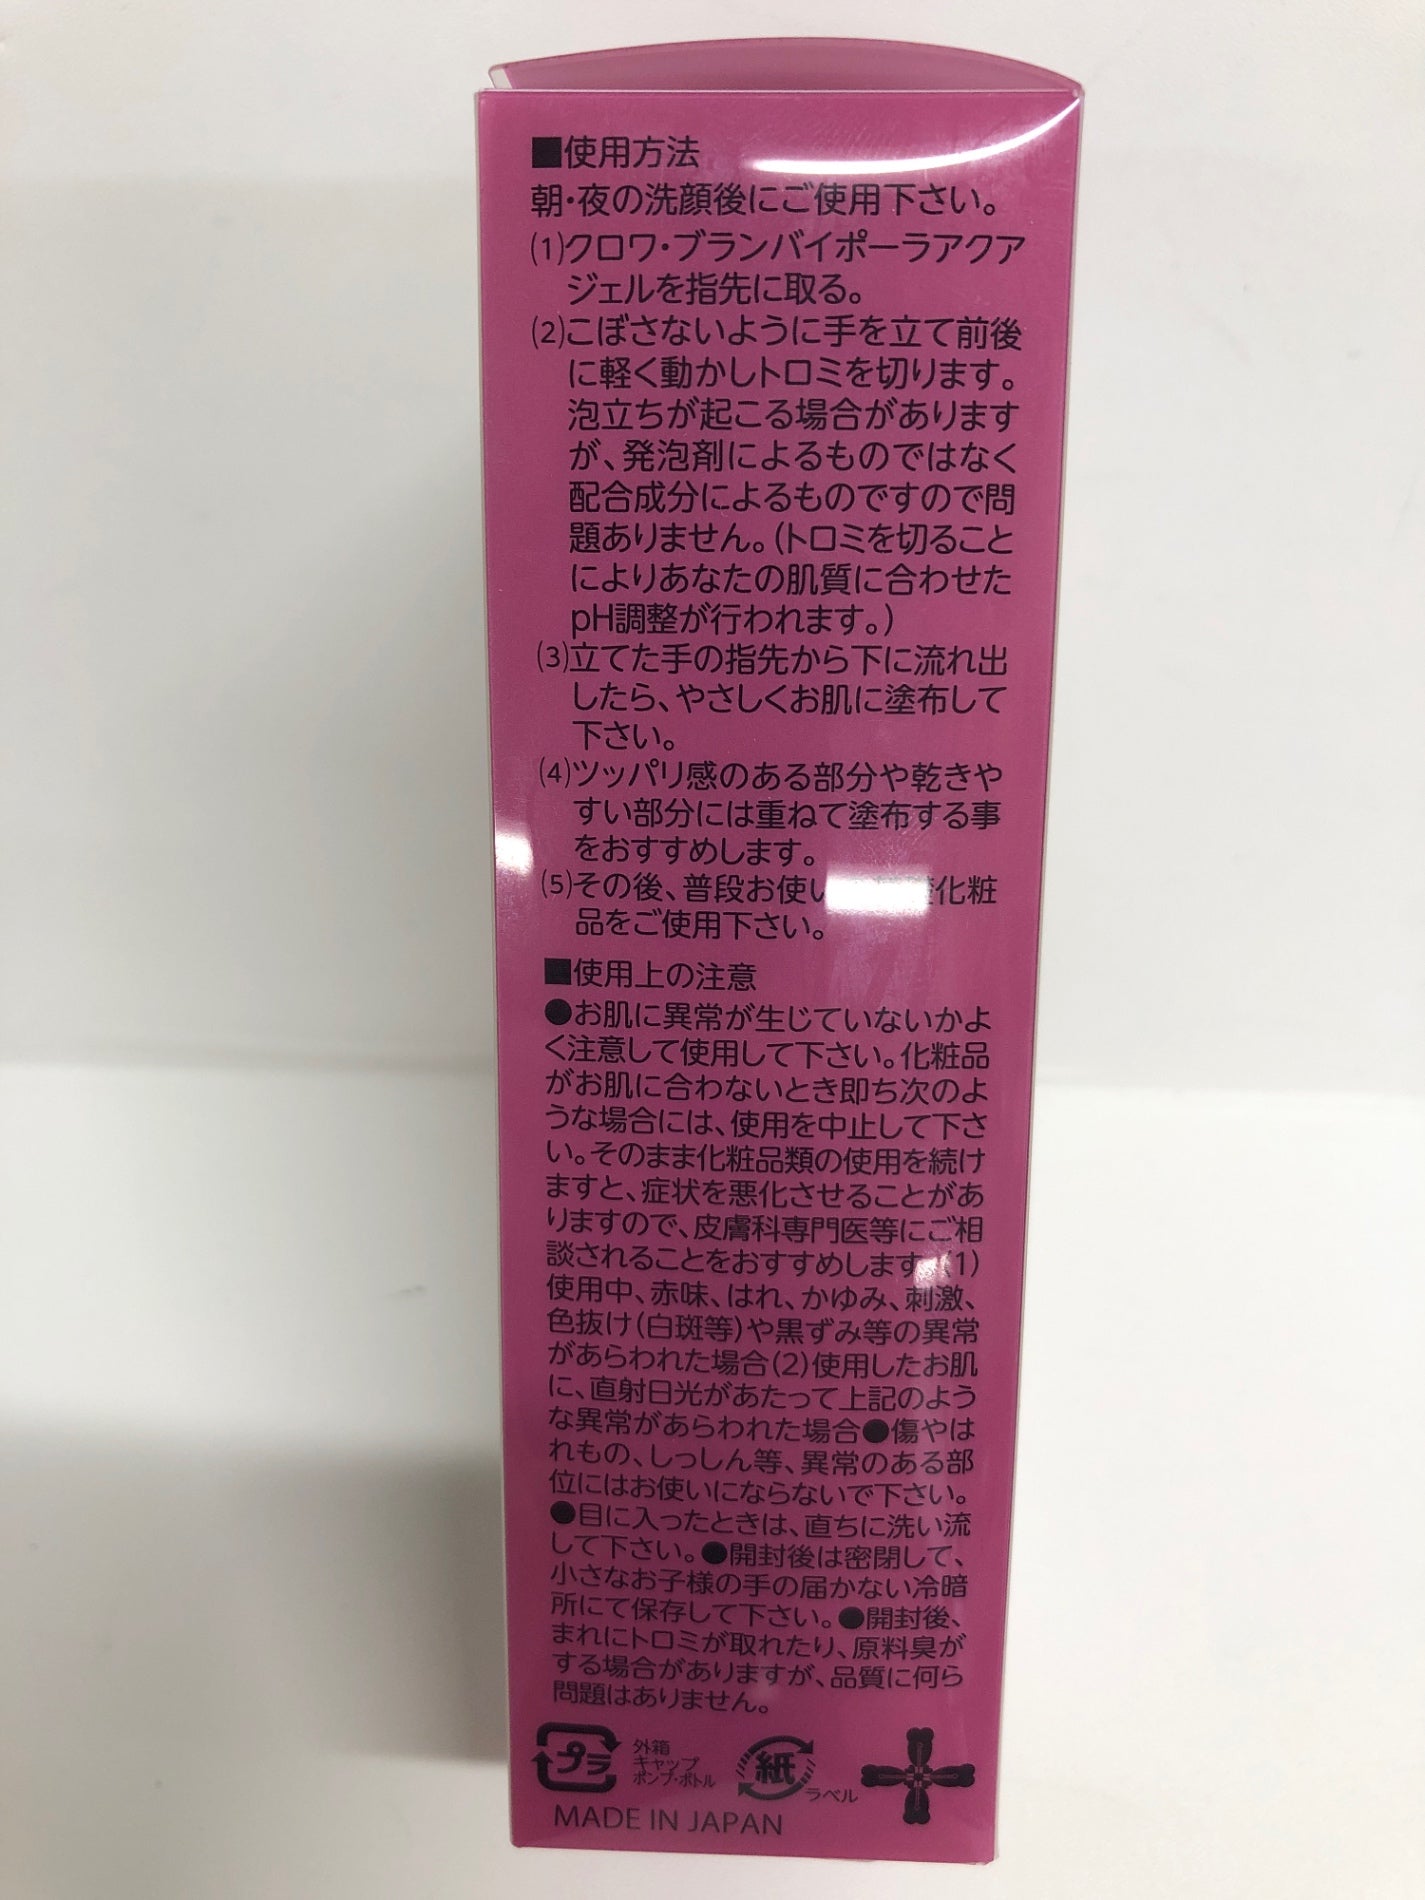 ■使用方法
朝・夜の洗顔後にご使用下さい。
(1)クロワ・ブランバイポーラアクア
ジェルを指先に取る。
(2)こぼさないように手を立て前後
に軽く動かしトロミを切ります。
泡立ちが起こる場合がありますが
が、発泡剤によるものではなく
配合成分によるものですので問
題ありません。(トロミを切ること
によりあなたの肌質に合わせた
pH調整が行われます。)
(3)立てた手の指先から下に流れ出
したら、やさしくお肌に塗布して
下さい。
(4)ツッパリ感のある部分や乾きや
すい部分には重ねて塗布する事
をおすすめします。
(5)その後、普段お使い化粧
品をご使用下さい。
■使用上の注意
●お肌に異常が生じていないかよ
く注意して使用して下さい。化粧品
がお肌に合わないとき即ち次のよ
うな場合には、使用を中止して下さ
い。そのまま化粧品類の使用を続け
ますと、症状を悪化させることがあ
りますので、皮膚科専門医等にご相
談されることをおすすめします。(1)
使用中、赤味、はれ、かゆみ、刺激、
色抜け(白斑等)や黒ずみ等の異常
があらわれた場合(2)使用したお肌
に、直射日光があたって上記のよう
な異常があらわれた場合●傷やは
れもの、しっしん等、異常のある部
位にはお使いにならないで下さい。
●目に入ったときは、直ちに洗い流
して下さい。●開封後は密閉して、
小さなお子様の手の届かない冷暗
所にて保存して下さい。●開封後、
まれにトロミが取れたり、原料臭が
する場合がありますが、品質に何ら
問題はありません。
プラ
外箱
キャップ
ポンプ・ボトル
紙
ラベル
MADE IN JAPAN